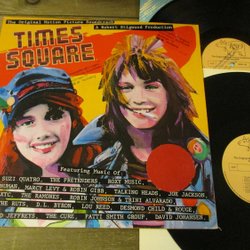 The Original Motion Picture Soundtrack
A Robert Stigwood Production
TIMES
SQUARE
Featuring Music of
SUZI QUATRO, THE PRETENDERS, ROXY MUSIC,
NUMAN, MARCY LEVY & ROBIN GIBB, TALKING HEADS, JOE JACKSON,
XTC, THE RAMONES, ROBIN JOHNSON & TRINI ALVARADO
THE RUTS, D.L. BYRON, LOU REED, DESMOND CHILD & ROUGE,
D JEFFREYS, THE CURE, PATTI SMITH GROUP, DAVID JOHANSEN,